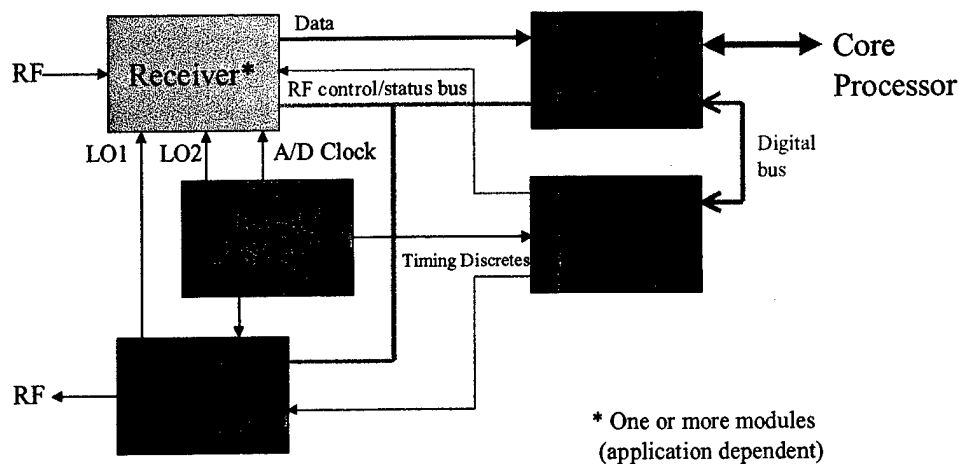 Data
RF
Receiver*
Core
Processor
RF control/status bus
LO1
LO2
A/D Clock
Digital
bus
Timing Discretes
RF
* One or more modules
(application dependent)